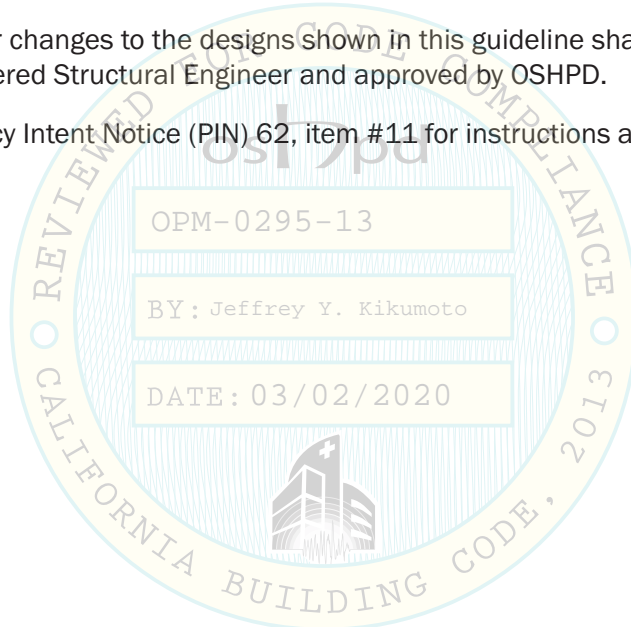 r changes to the designs shown in this guideline sha
ered Structural Engineer and approved by OSHPD.
cy Intent Notice (PIN) 62, item #11 for instructions a
REVIEWED FOR CODE COMPLIANCE
oshpd
OPM-0295-13
BY: Jeffrey Y. Kikumoto
DATE: 03/02/2020
CALIFORNIA BUILDING CODE, 2013